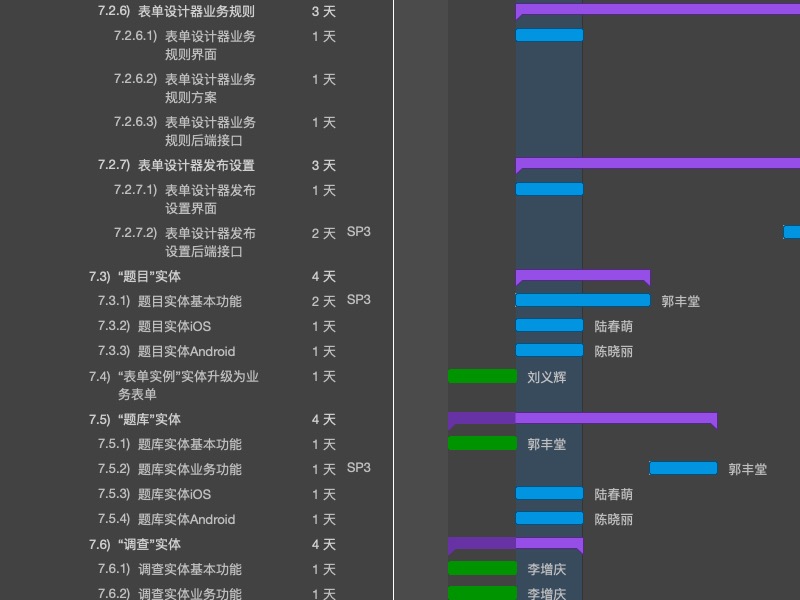 7.2.6) 表单设计器业务规则 3 天
7.2.6.1) 表单设计器业务 1 天
规则界面
7.2.6.2) 表单设计器业务 1 天
规则方案
7.2.6.3) 表单设计器业务 1 天
规则后端接口
7.2.7) 表单设计器发布设置 3 天
7.2.7.1) 表单设计器发布 1 天
设置界面
7.2.7.2) 表单设计器发布 2 天 SP3
设置后端接口
7.3) “题目”实体 4 天
7.3.1) 题目实体基本功能 2 天 SP3 郭丰堂
7.3.2) 题目实体iOS 1 天 陆春萌
7.3.3) 题目实体Android 1 天 陈晓丽
7.4) “表单实例”实体升级为业 1 天 刘义辉
务表单
7.5) “题库”实体 4 天
7.5.1) 题库实体基本功能 1 天 郭丰堂
7.5.2) 题库实体业务功能 1 天 SP3 郭丰堂
7.5.3) 题库实体iOS 1 天 陆春萌
7.5.4) 题库实体Android 1 天 陈晓丽
7.6) “调查”实体 4 天
7.6.1) 调查实体基本功能 1 天 李增庆
7.6.2) 调查实体业务功能 1 天 李增庆